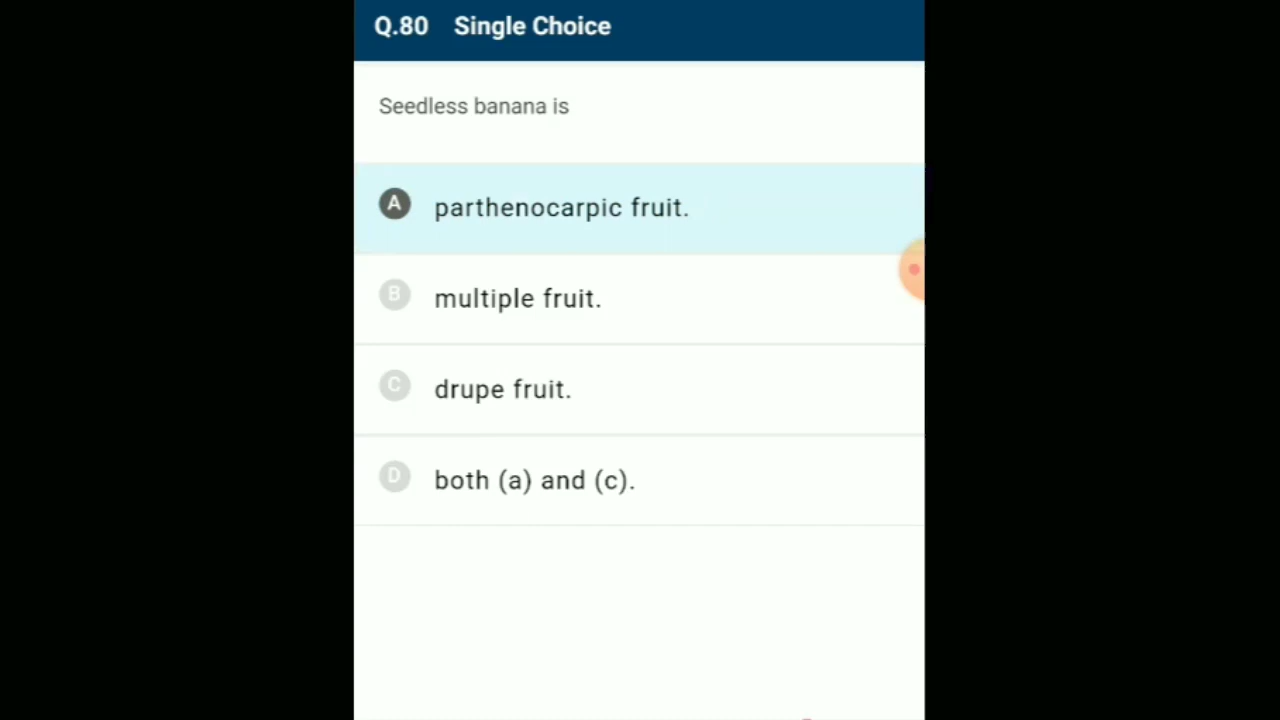 Q.80 Single Choice
Seedless banana is
A parthenocarpic fruit.
B multiple fruit.
C drupe fruit.
D both (a) and (c).